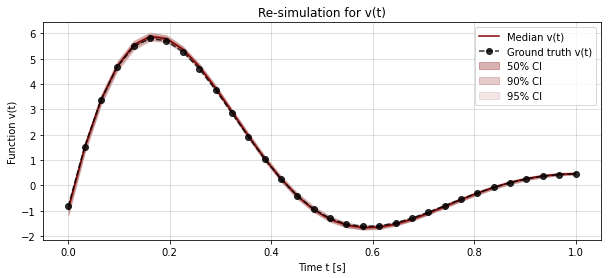 Re-simulation for v(t)
Function v(t)
6
5
4
3
2
1
0
−1
−2
Median v(t)
Ground truth v(t)
50% CI
90% CI
95% CI
0.0 0.2 0.4 0.6 0.8 1.0
Time t [s]